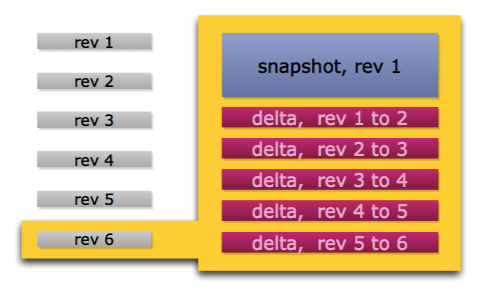 rev 1
rev 2
rev 3
rev 4
rev 5
rev 6
snapshot, rev 1
delta,  rev 1 to 2
delta,  rev 2 to 3
delta,  rev 3 to 4
delta,  rev 4 to 5
delta,  rev 5 to 6